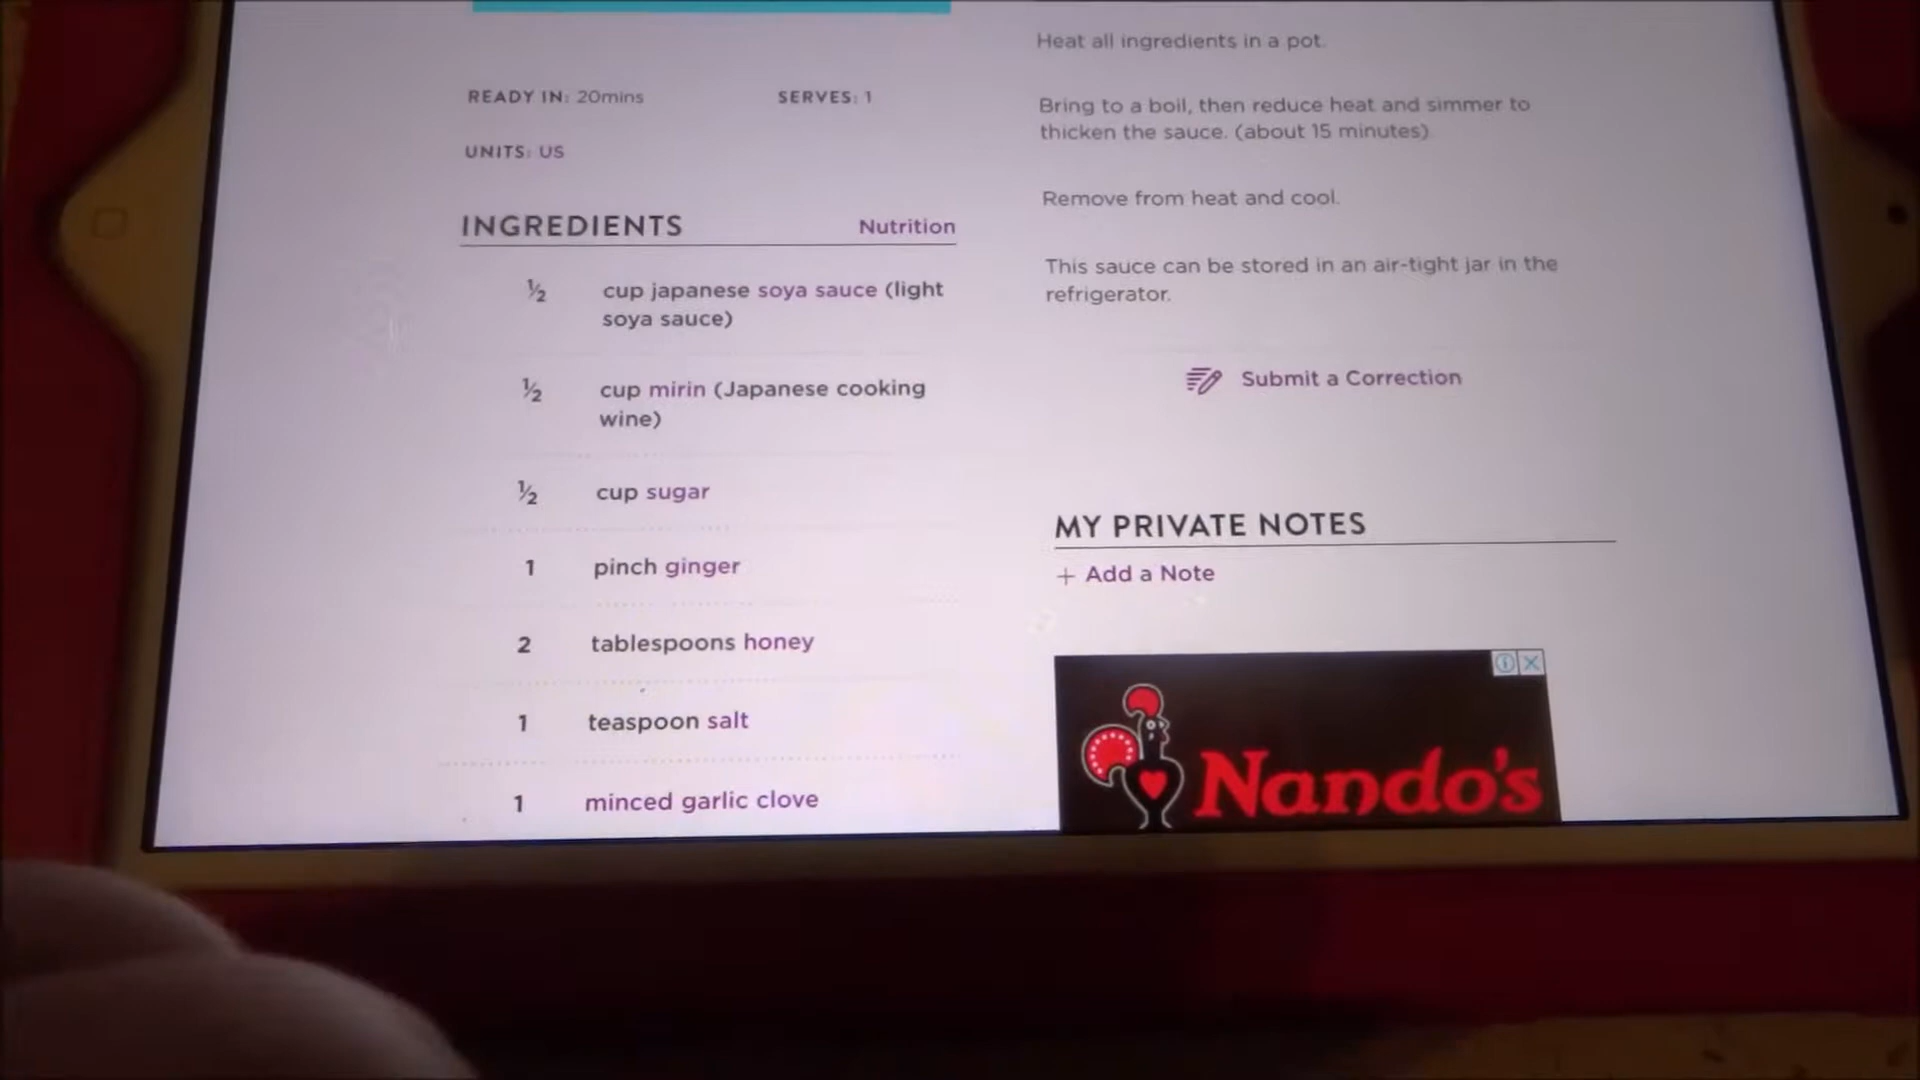 READY IN: 20mins
SERVES: 1
UNITS: US
INGREDIENTS
Nutrition
½ cup japanese soya sauce (light
soya sauce)
½ cup mirin (Japanese cooking
wine)
½ cup sugar
1 pinch ginger
2 tablespoons honey
1 teaspoon salt
1 minced garlic clove
Heat all ingredients in a pot.
Bring to a boil, then reduce heat and simmer to
thicken the sauce. (about 15 minutes)
Remove from heat and cool.
This sauce can be stored in an air-tight jar in the
refrigerator.
Submit a Correction
MY PRIVATE NOTES
+ Add a Note
Nando's